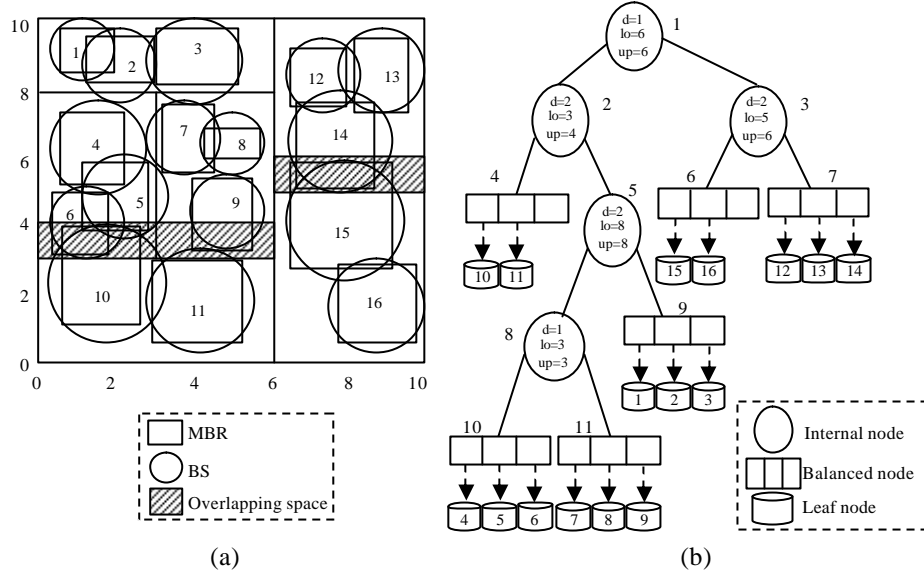 10
8
6
4
2
0
0
2
4
6
8
10
1
2
3
4
5
6
7
8
9
10
11
12
13
14
15
16
MBR
BS
Overlapping space
(a)
1
d=1
lo=6
up=6
2
d=2
lo=3
up=4
3
d=2
lo=5
up=6
4
10 11
5
d=2
lo=8
up=8
6
15 16
7
12 13 14
8
d=1
lo=3
up=3
9
1 2 3
10
4 5 6
11
7 8 9
Internal node
Balanced node
Leaf node
(b)